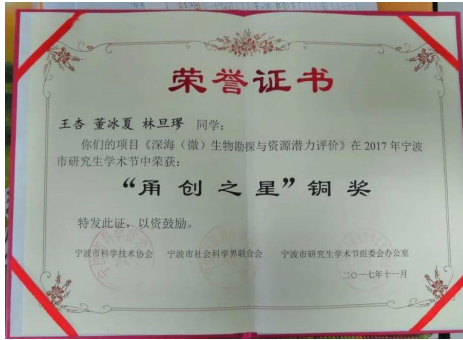 荣誉证书
王杏 董冰夏 林旦璆 同学：
你们的项目《深海（微）生物勘探与资源潜力评价》在2017年宁波
市研究生学术节中荣获：
“甬创之星”铜奖
特发此证，以资鼓励。
宁波市科学技术协会 宁波市社会科学界联合会 宁波市研究生学术节组委会办公室
二〇一七年十一月